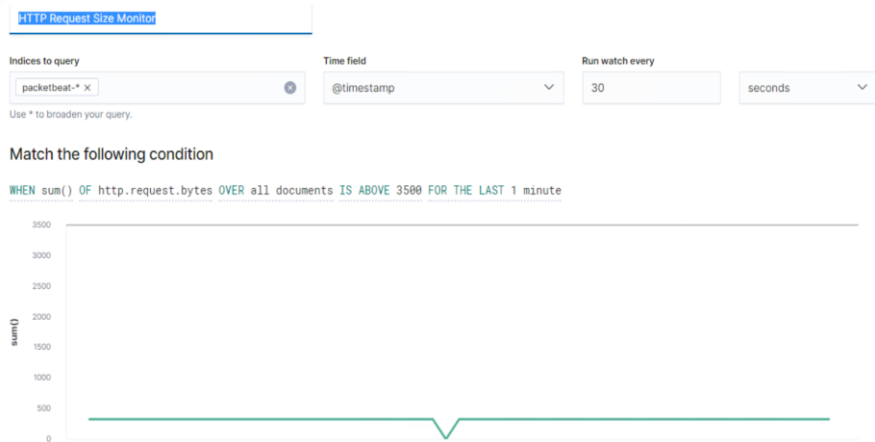 HTTP Request Size Monitor
Indices to query Time field Run watch every
packetbeat-* × @timestamp 30 seconds
Use * to broaden your query.
Match the following condition
WHEN sum() OF http.request.bytes OVER all documents IS ABOVE 3500 FOR THE LAST 1 minute
3500
3000
2500
2000
1500
1000
500
0
sum()